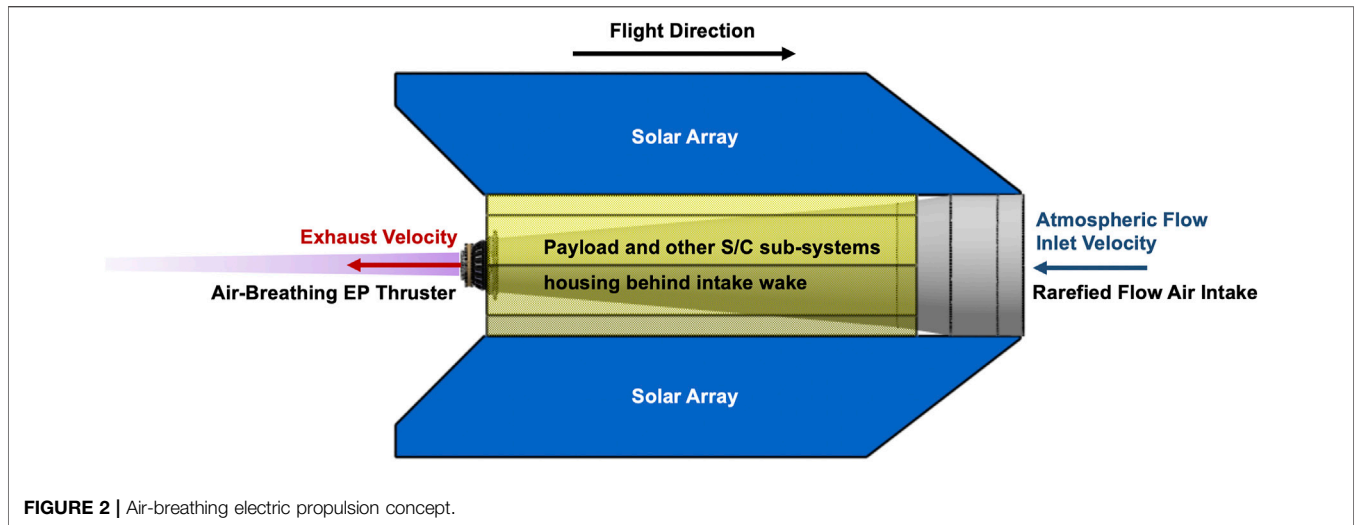 Flight Direction
Solar Array
Exhaust Velocity
Air-Breathing EP Thruster
Payload and other S/C sub-systems
housing behind intake wake
Atmospheric Flow
Inlet Velocity
Rarefied Flow Air Intake
Solar Array
FIGURE 2 | Air-breathing electric propulsion concept.